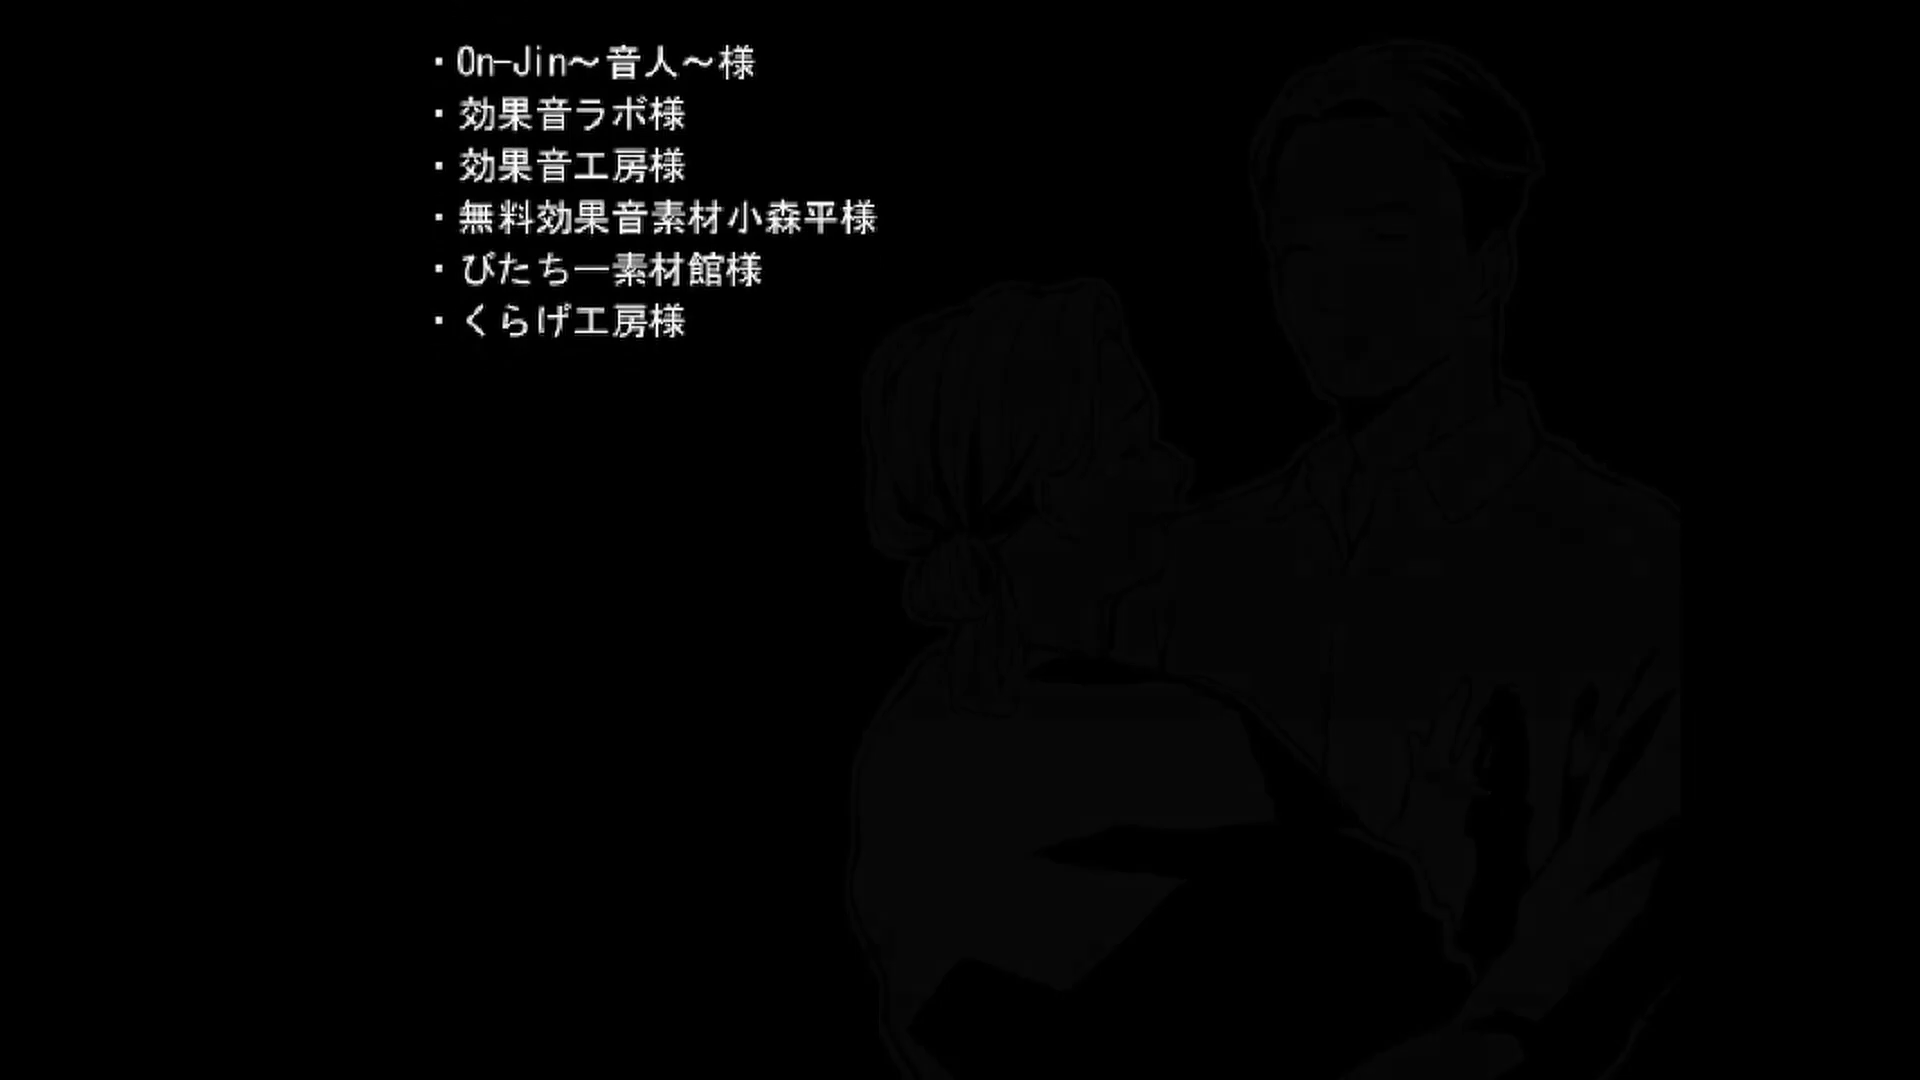 ・On-Jin～音人～様
・効果音ラボ様
・効果音工房様
・無料効果音素材小森平様
・びたちー素材館様
・くらげ工房様